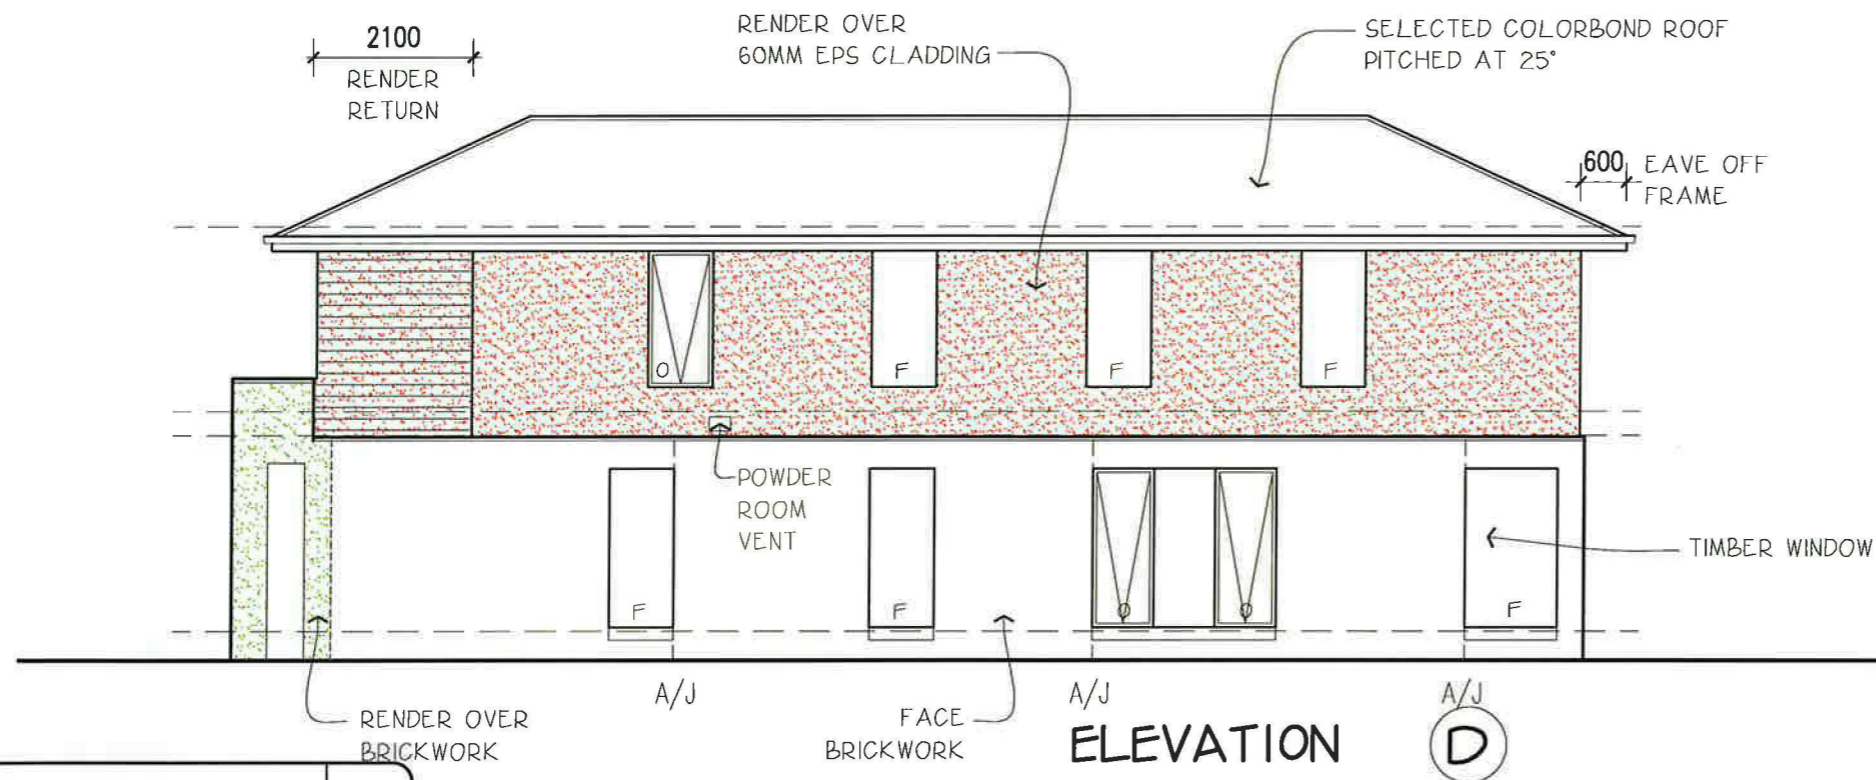 2100
RENDER
RETURN
RENDER OVER
60MM EPS CLADDING
SELECTED COLORBOND ROOF
PITCHED AT 25°
600 EAVE OFF
FRAME
O
F
F
F
POWDER
ROOM
VENT
TIMBER WINDOW
F
F
O
O
F
A/J
A/J
A/J
RENDER OVER
BRICKWORK
FACE
BRICKWORK
ELEVATION D